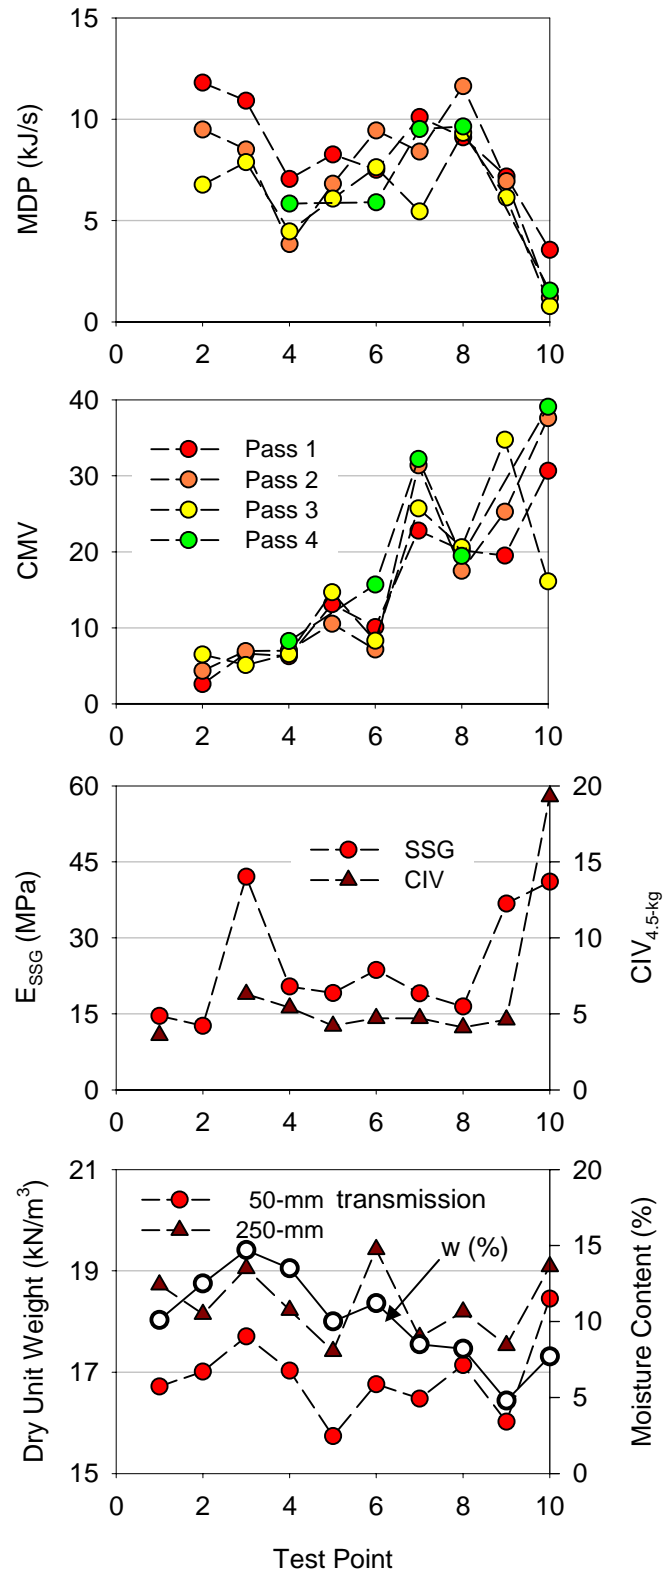 15
10
5
0
MDP (kJ/s)
0 2 4 6 8 10
40
30
20
10
0
CMV
Pass 1
Pass 2
Pass 3
Pass 4
0 2 4 6 8 10
60
45
30
15
0
E_SSG (MPa)
SSG
CIV
20
15
10
5
0
CIV_4.5-kg
0 2 4 6 8 10
21
19
17
15
Dry Unit Weight (kN/m³)
50-mm transmission
250-mm
w (%)
20
15
10
5
0
Moisture Content (%)
0 2 4 6 8 10
Test Point